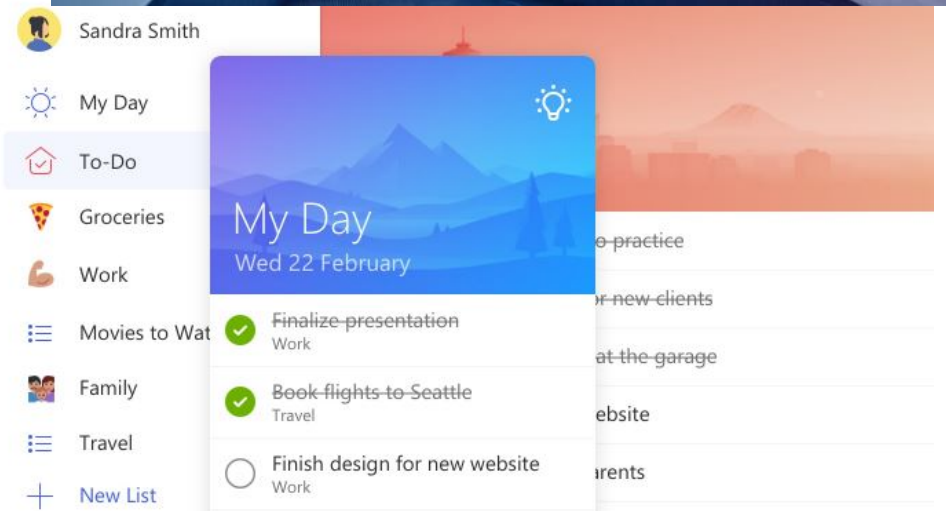 Sandra Smith
My Day
To-Do
Groceries
Work
Movies to Wat
Family
Travel
New List
My Day
Wed 22 February
Finalize presentation
Work
Book flights to Seattle
Travel
Finish design for new website
Work
o practice
or new clients
at the garage
ebsite
arents